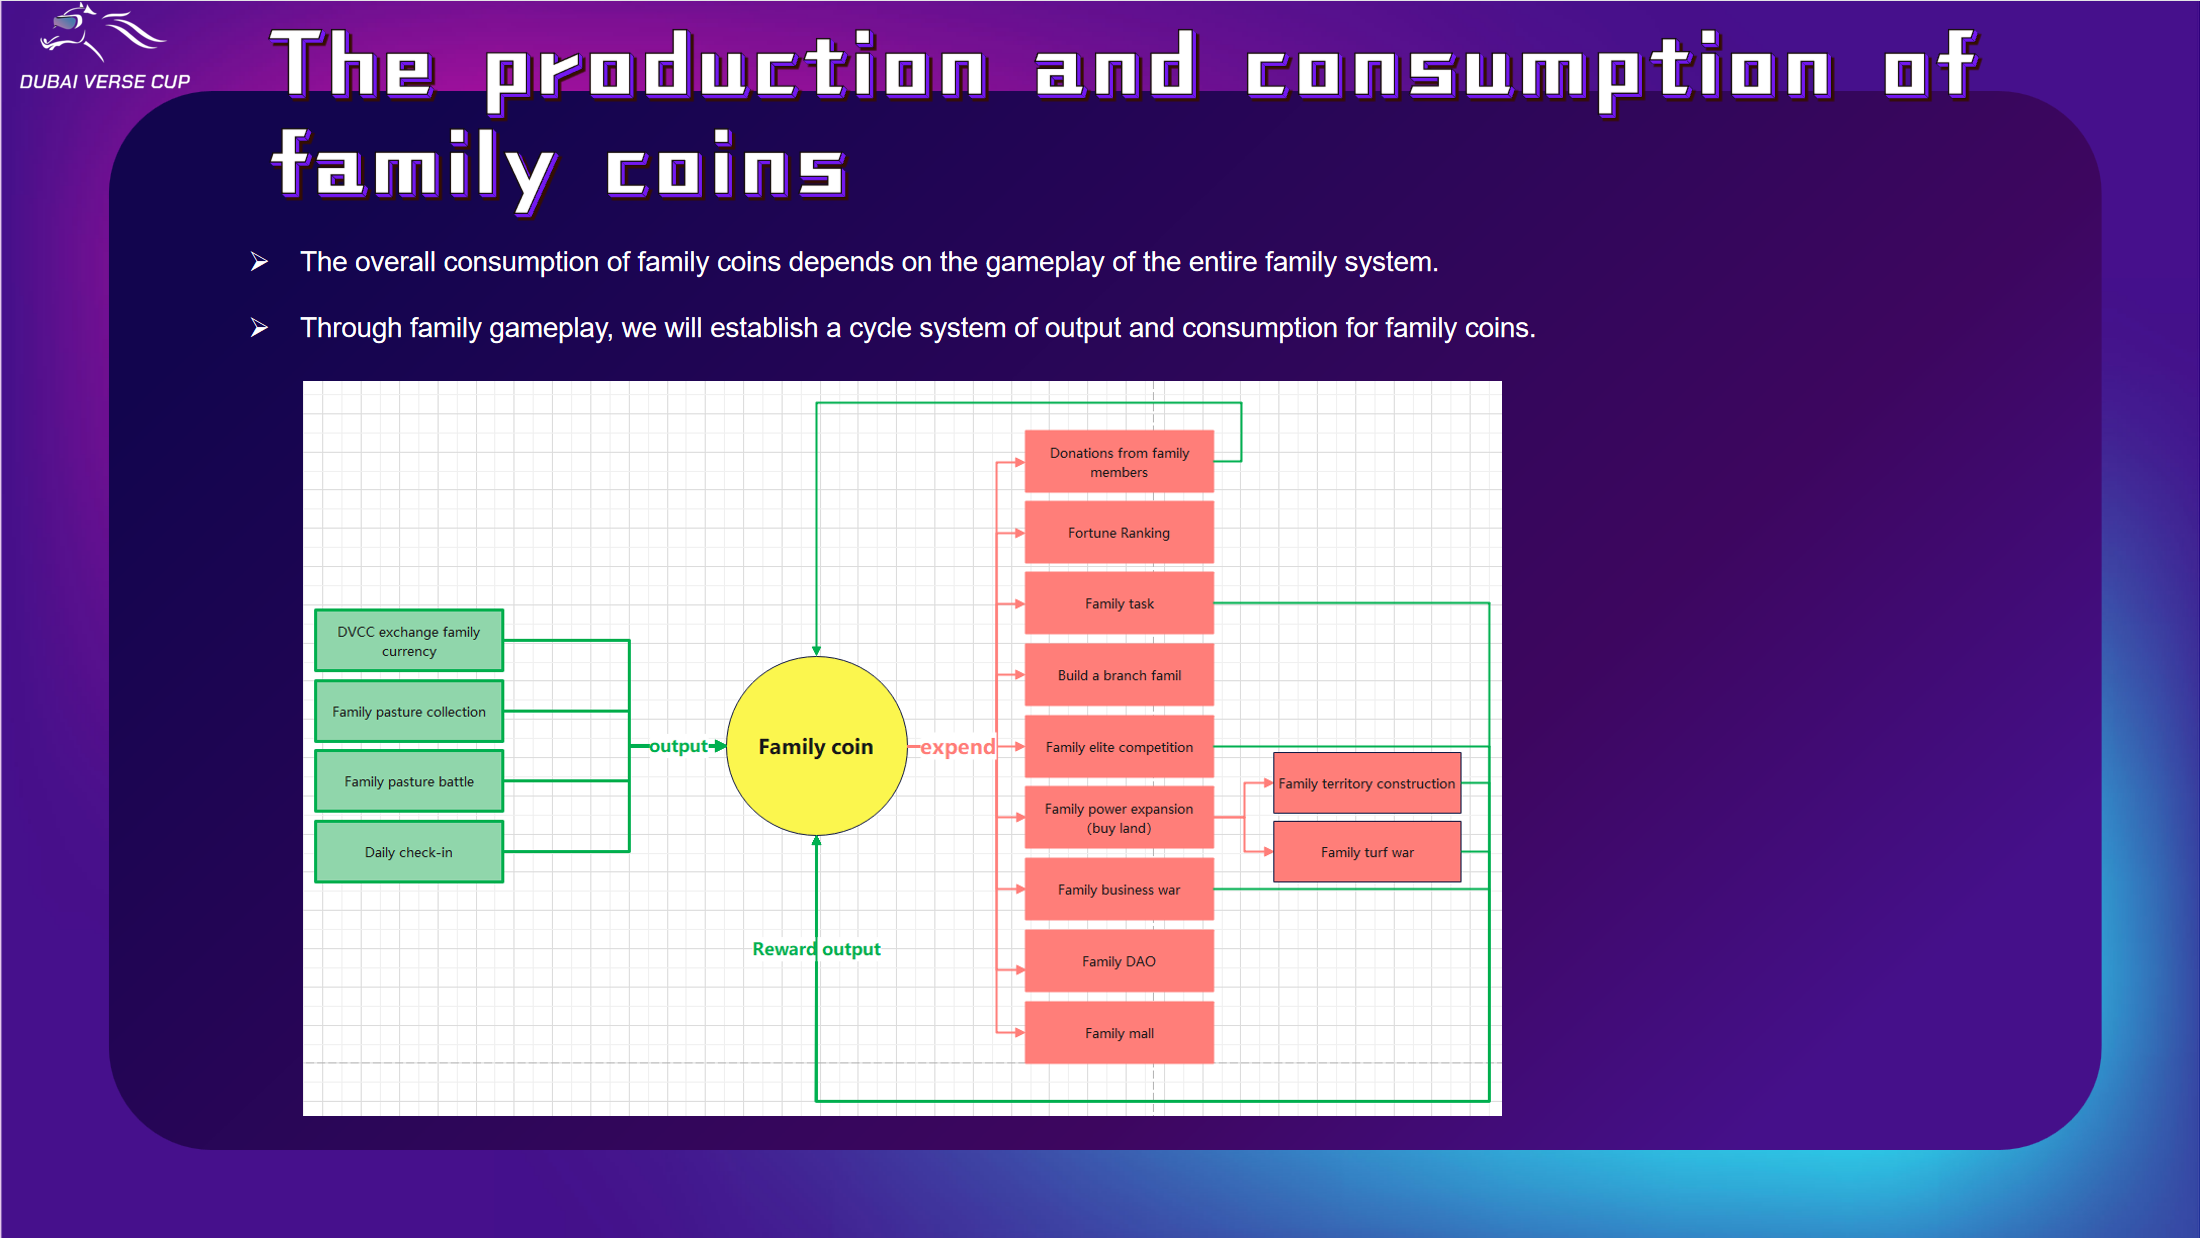 DUBAI VERSE CUP
The production and consumption of
family coins
The overall consumption of family coins depends on the gameplay of the entire family system.
Through family gameplay, we will establish a cycle system of output and consumption for family coins.
DVCC exchange family
currency
Family pasture collection
Family pasture battle
Daily check-in
output
Family coin
expend
Reward output
Donations from family
members
Fortune Ranking
Family task
Build a branch famil
Family elite competition
Family power expansion
(buy land)
Family business war
Family DAO
Family mall
Family territory construction
Family turf war